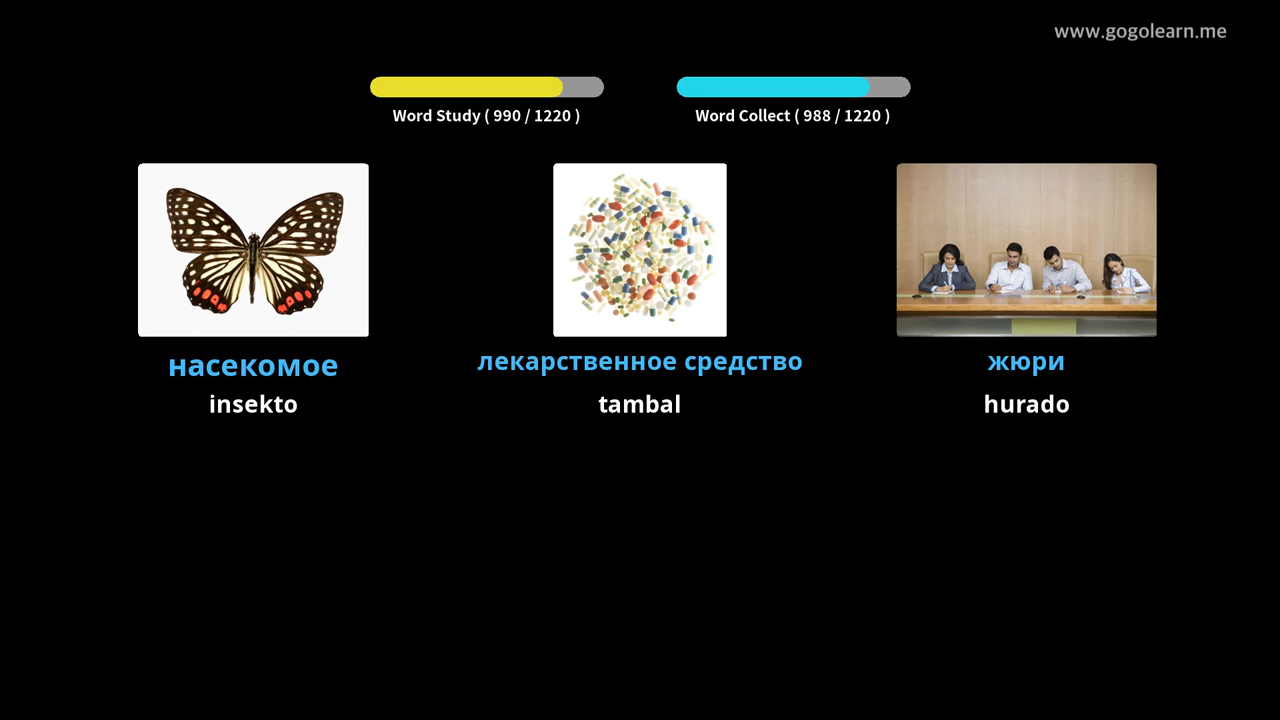 www.gogolearn.me
Word Study ( 990 / 1220 )
Word Collect ( 988 / 1220 )
насекомое
insekto
лекарственное средство
tambal
жюри
hurado